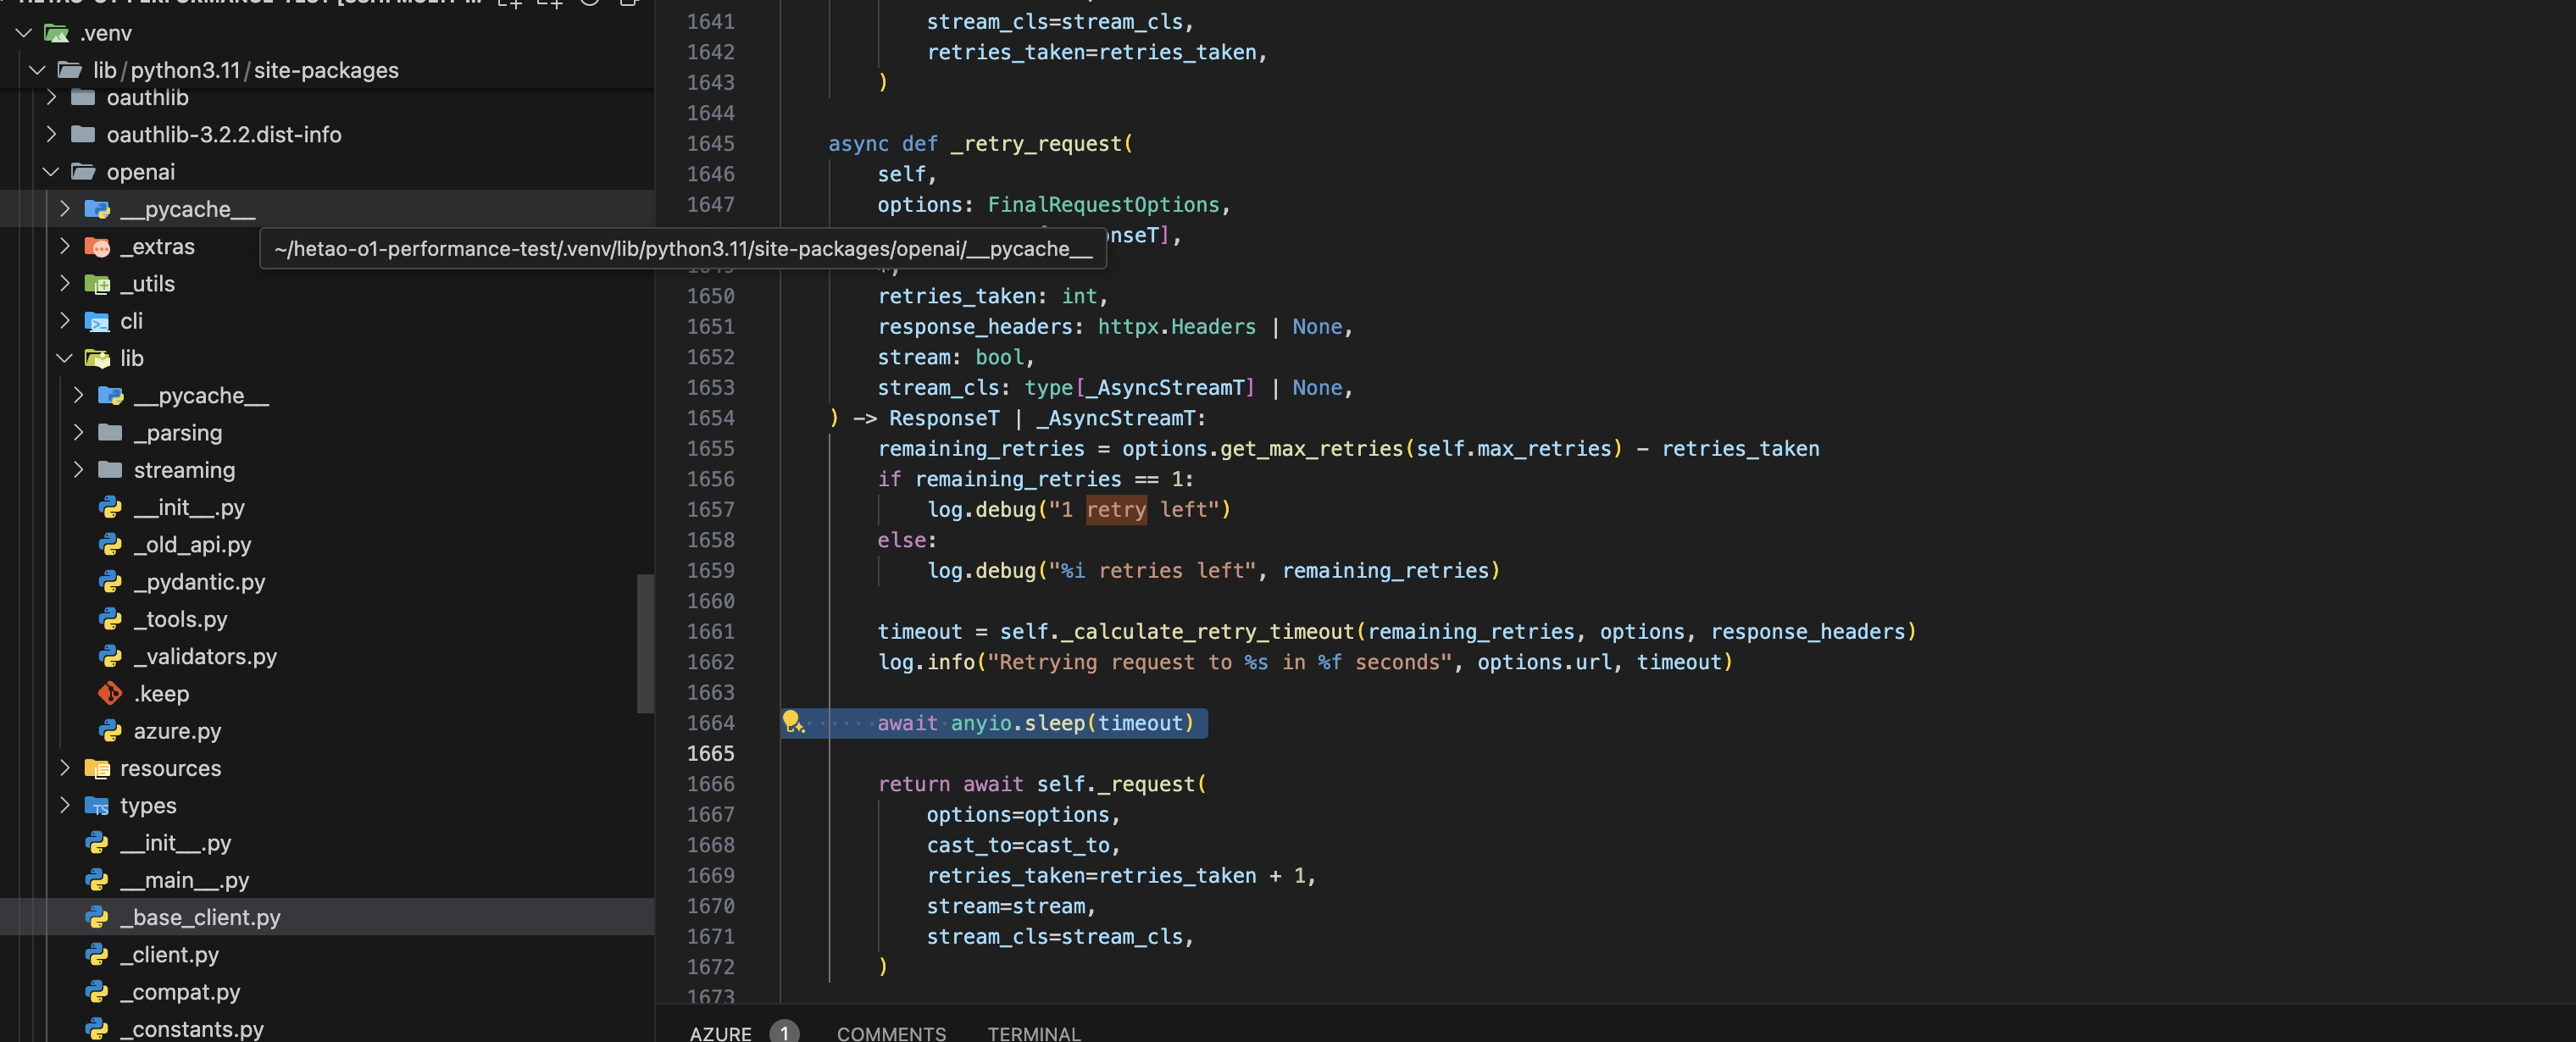 .venv
lib/python3.11/site-packages
oauthlib
oauthlib-3.2.2.dist-info
openai
__pycache__
_extras
~/hetao-o1-performance-test/.venv/lib/python3.11/site-packages/openai/__pycache__
_utils
cli
lib
__pycache__
_parsing
streaming
__init__.py
_old_api.py
_pydantic.py
_tools.py
_validators.py
.keep
azure.py
resources
types
__init__.py
__main__.py
_base_client.py
_client.py
_compat.py
_constants.py
1641 stream_cls=stream_cls,
1642 retries_taken=retries_taken,
1643 )
1644
1645 async def _retry_request(
1646 self,
1647 options: FinalRequestOptions,
onseT],
1650 retries_taken: int,
1651 response_headers: httpx.Headers | None,
1652 stream: bool,
1653 stream_cls: type[_AsyncStreamT] | None,
1654 ) -> ResponseT | _AsyncStreamT:
1655 remaining_retries = options.get_max_retries(self.max_retries) - retries_taken
1656 if remaining_retries == 1:
1657 log.debug("1 retry left")
1658 else:
1659 log.debug("%i retries left", remaining_retries)
1660
1661 timeout = self._calculate_retry_timeout(remaining_retries, options, response_headers)
1662 log.info("Retrying request to %s in %f seconds", options.url, timeout)
1663
1664 await anyio.sleep(timeout)
1665
1666 return await self._request(
1667 options=options,
1668 cast_to=cast_to,
1669 retries_taken=retries_taken + 1,
1670 stream=stream,
1671 stream_cls=stream_cls,
1672 )
1673
AZURE 1 COMMENTS TERMINAL